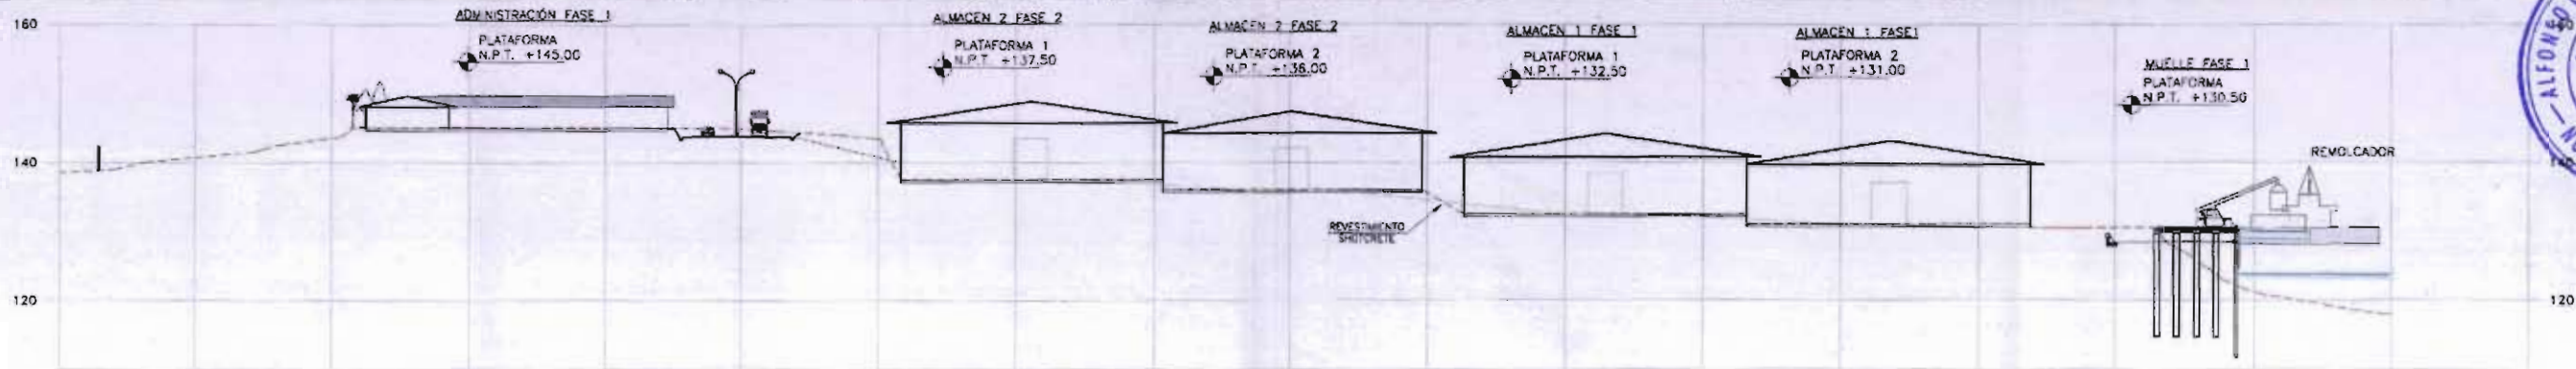 160
ADMINISTRACIÓN FASE 1
PLATAFORMA
N.P.T. +145.00
ALMACEN 2 FASE 2
PLATAFORMA 1
N.P.T. +137.50
ALMACEN 2 FASE 2
PLATAFORMA 2
N.P.T. +136.00
ALMACEN 1 FASE 1
PLATAFORMA 1
N.P.T. +132.50
ALMACEN 1 FASE1
PLATAFORMA 2
N.P.T. +131.00
MUELLE FASE 1
PLATAFORMA
N.P.T. +130.50
ALFONSO
140
REMOLCADOR
REVESTIMIENTO
SHOTCRETE
120
120